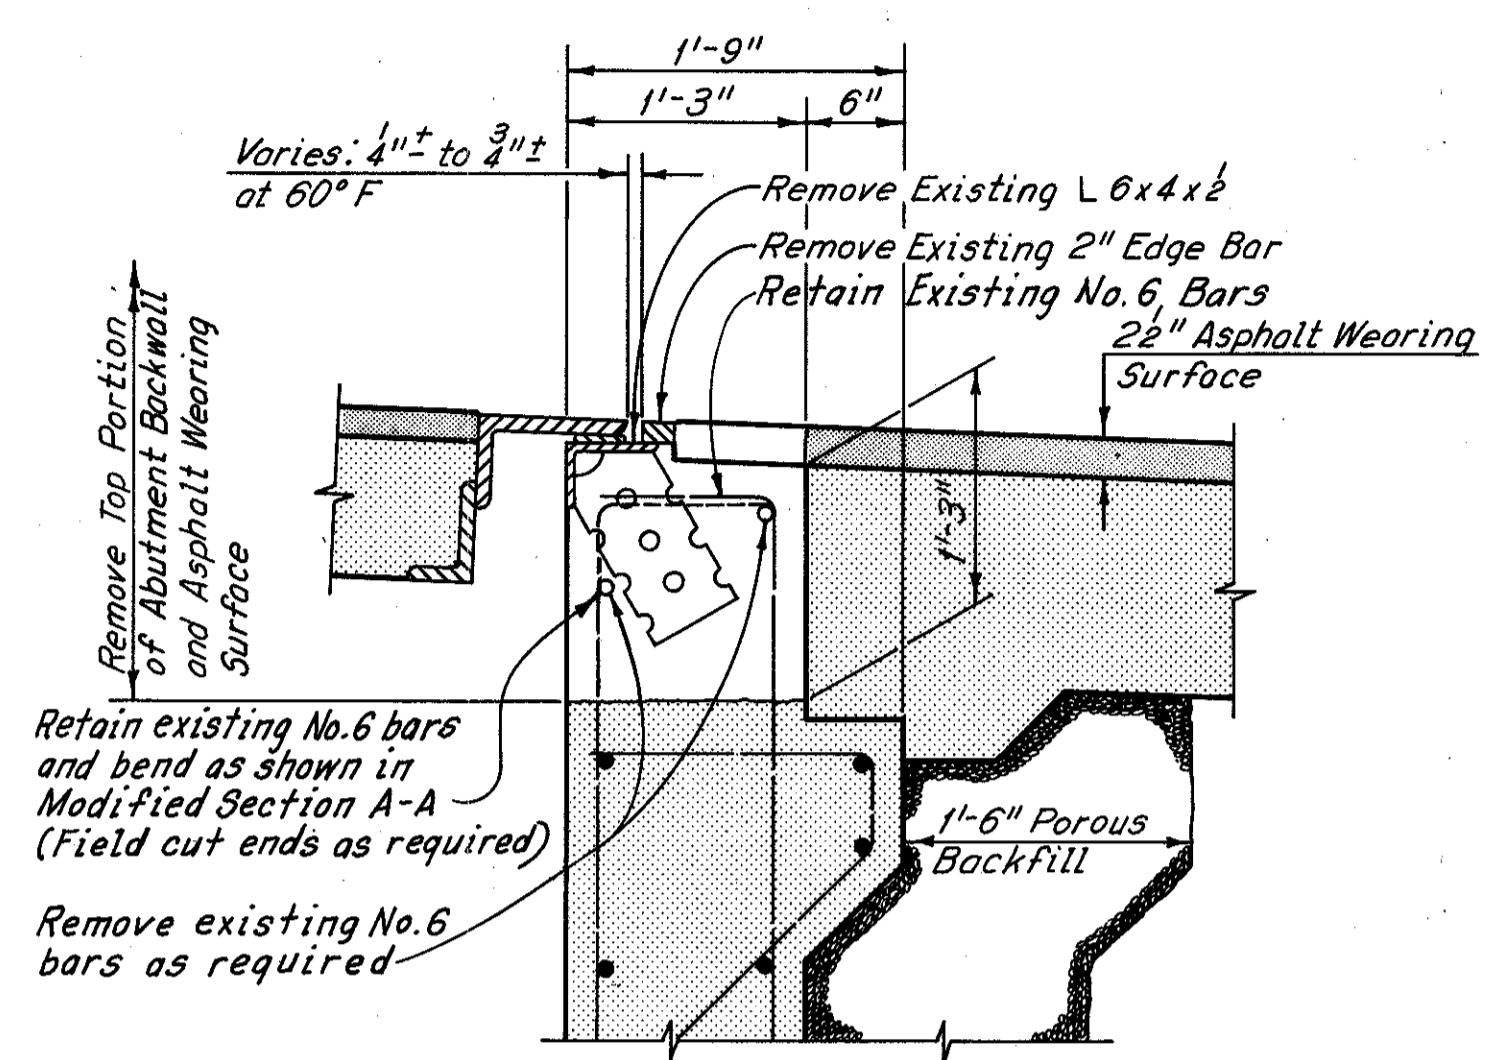 1'-9"
1'-3"
6"
Varies: 1/4"± to 3/4"±
at 60° F
Remove Existing L 6x4x1/2
Remove Existing 2" Edge Bar
Retain Existing No.6 Bars
2 1/2" Asphalt Wearing
Surface
Remove Top Portion
of Abutment Backwall
and Asphalt Wearing
Surface
1'-3"
Retain existing No.6 bars
and bend as shown in
Modified Section A-A
(Field cut ends as required)
1'-6" Porous
Backfill
Remove existing No.6
bars as required